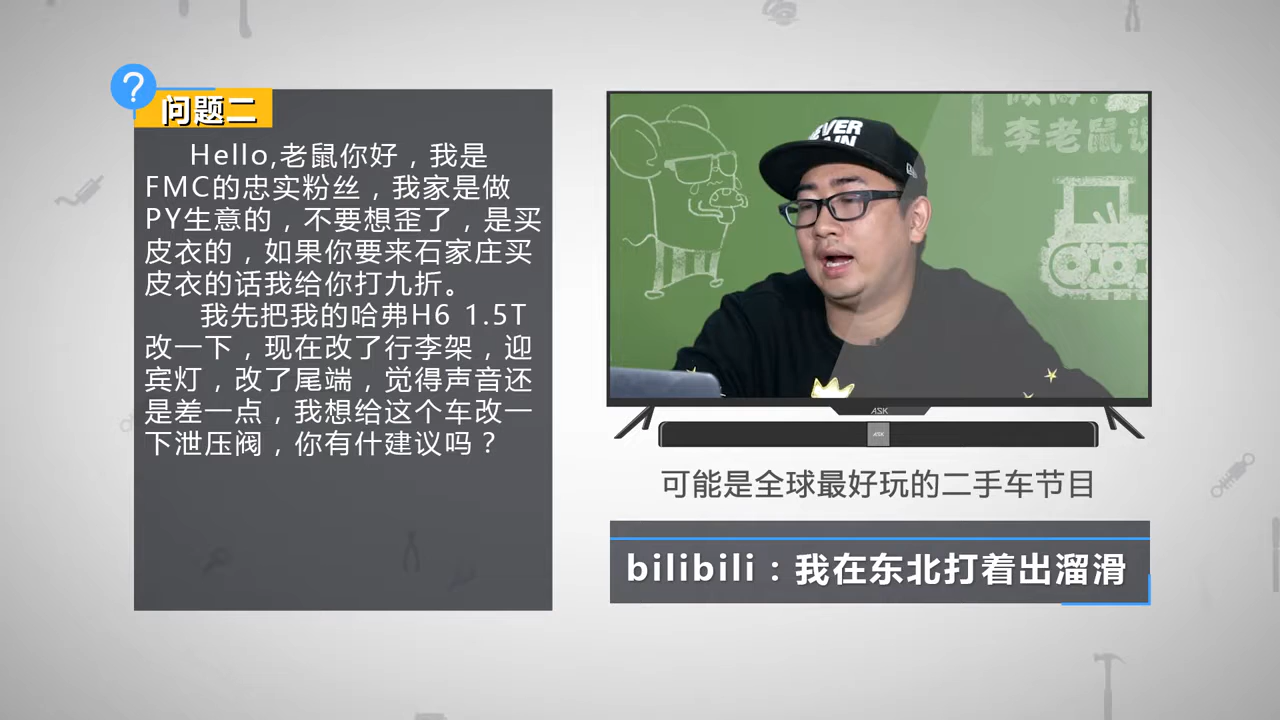 问题二
Hello,老鼠你好，我是
FMC的忠实粉丝，我家是做
PY生意的，不要想歪了，是买
皮衣的，如果你要来石家庄买
皮衣的话我给你打九折。
我先把我的哈弗H6 1.5T
改一下，现在改了行李架，迎
宾灯，改了尾端，觉得声音还
是差一点，我想给这个车改一
下泄压阀，你有什建议吗？
李老鼠说
ASK
ASK
可能是全球最好玩的二手车节目
bilibili：我在东北打着出溜滑